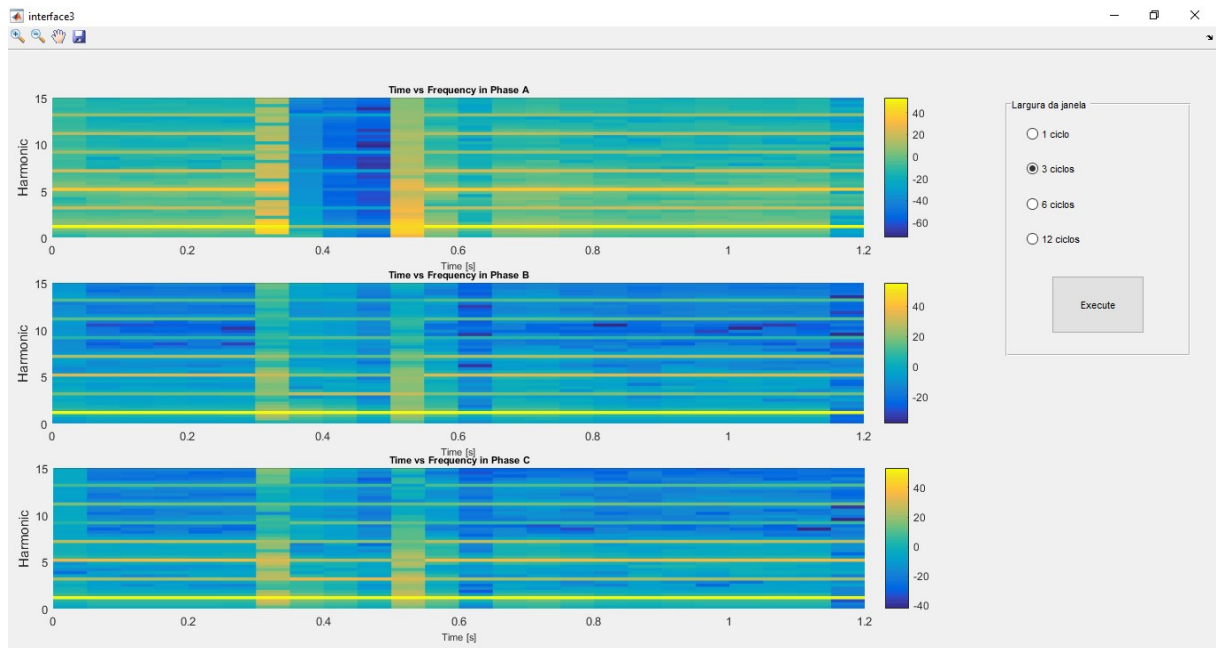 interface3
Time vs Frequency in Phase A
Harmonic
15
10
5
0
0 0.2 0.4 0.6 0.8 1 1.2
Time [s]
40
20
0
-20
-40
-60
Time vs Frequency in Phase B
Harmonic
15
10
5
0
0 0.2 0.4 0.6 0.8 1 1.2
Time [s]
40
20
0
-20
Time vs Frequency in Phase C
Harmonic
15
10
5
0
0 0.2 0.4 0.6 0.8 1 1.2
Time [s]
40
20
0
-20
-40
Largura da janela
1 ciclo
3 ciclos
6 ciclos
12 ciclos
Execute